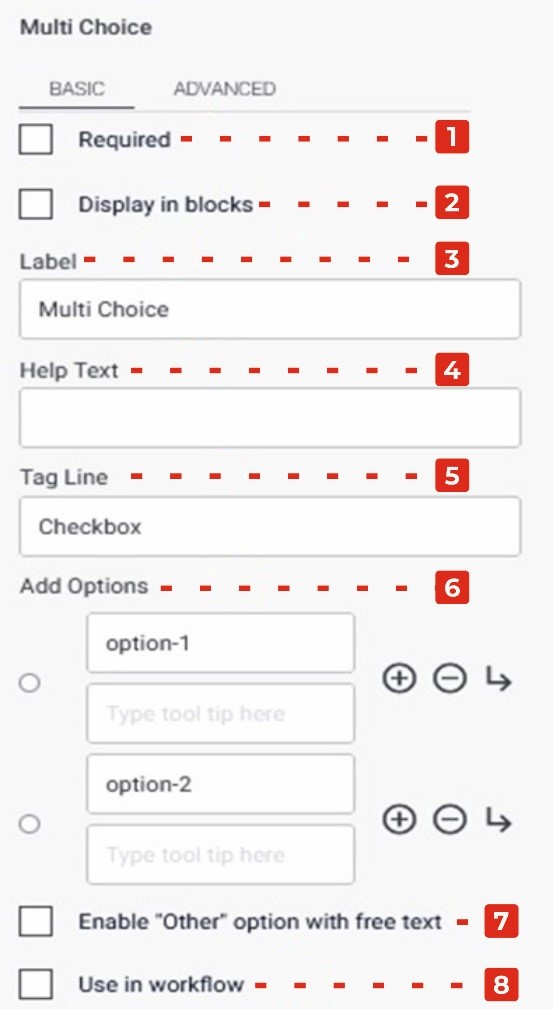 Multi Choice
BASIC ADVANCED
Required 1
Display in blocks 2
Label 3
Multi Choice
Help Text 4
Tag Line 5
Checkbox
Add Options 6
option-1
Type tool tip here
option-2
Type tool tip here
Enable "Other" option with free text 7
Use in workflow 8